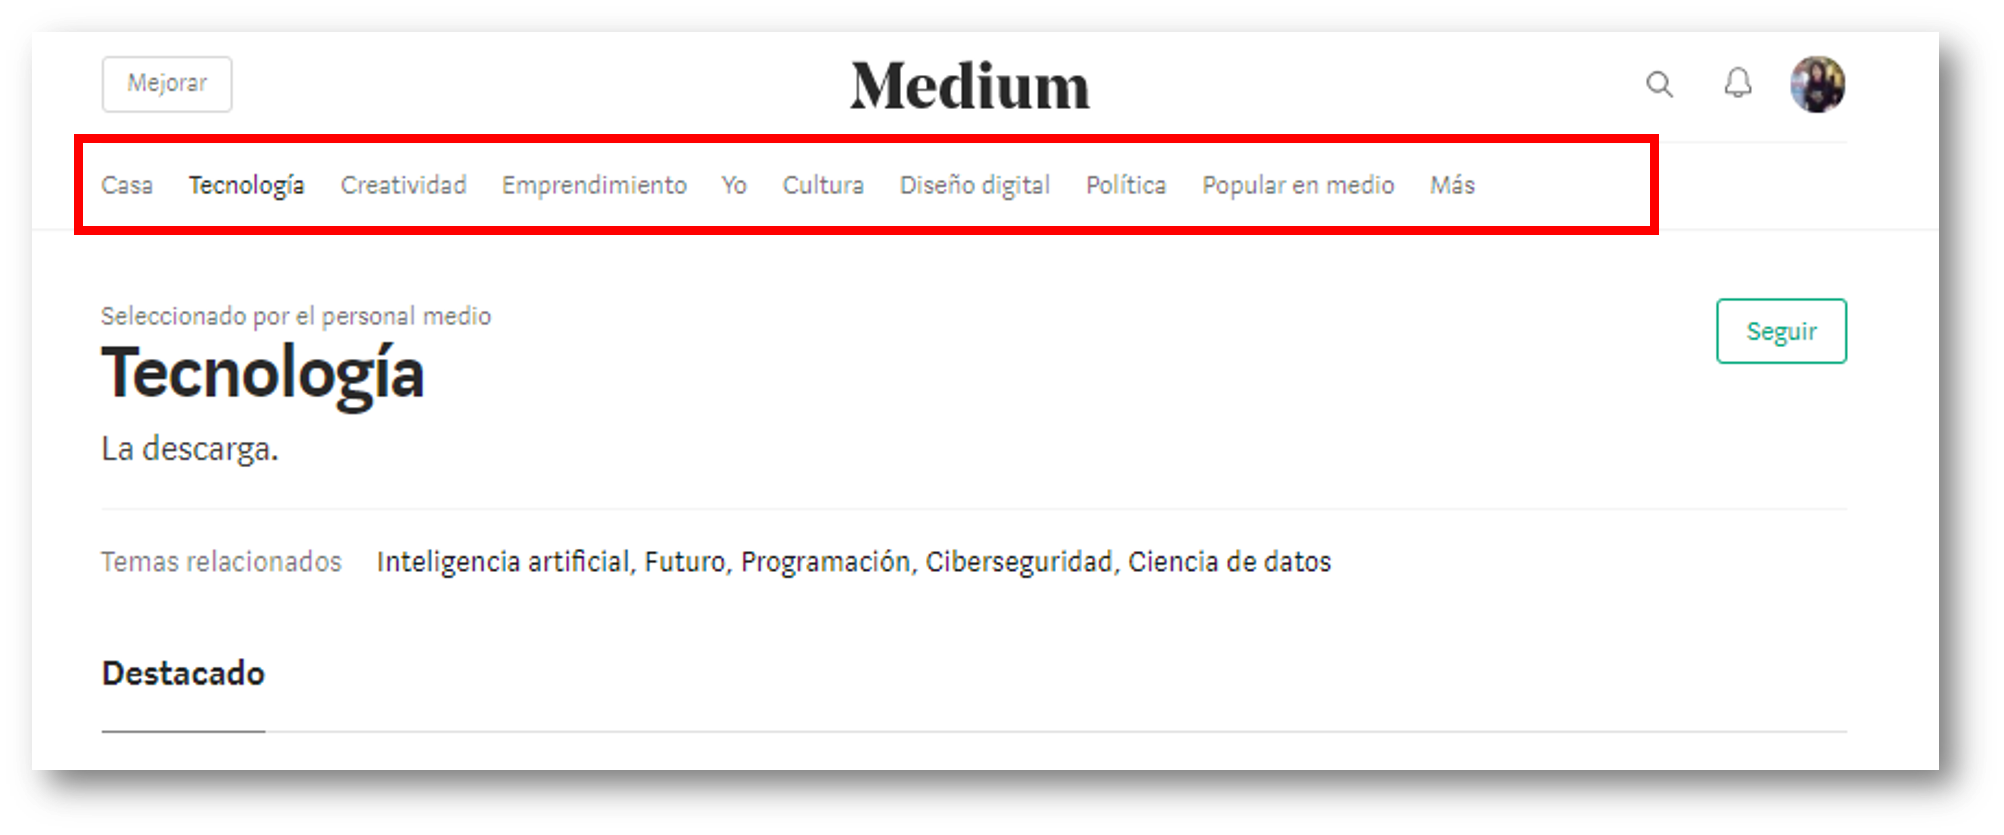 Mejorar
Medium
Casa Tecnología Creatividad Emprendimiento Yo Cultura Diseño digital Política Popular en medio Más
Seleccionado por el personal medio
Seguir
Tecnología
La descarga.
Temas relacionados Inteligencia artificial, Futuro, Programación, Ciberseguridad, Ciencia de datos
Destacado